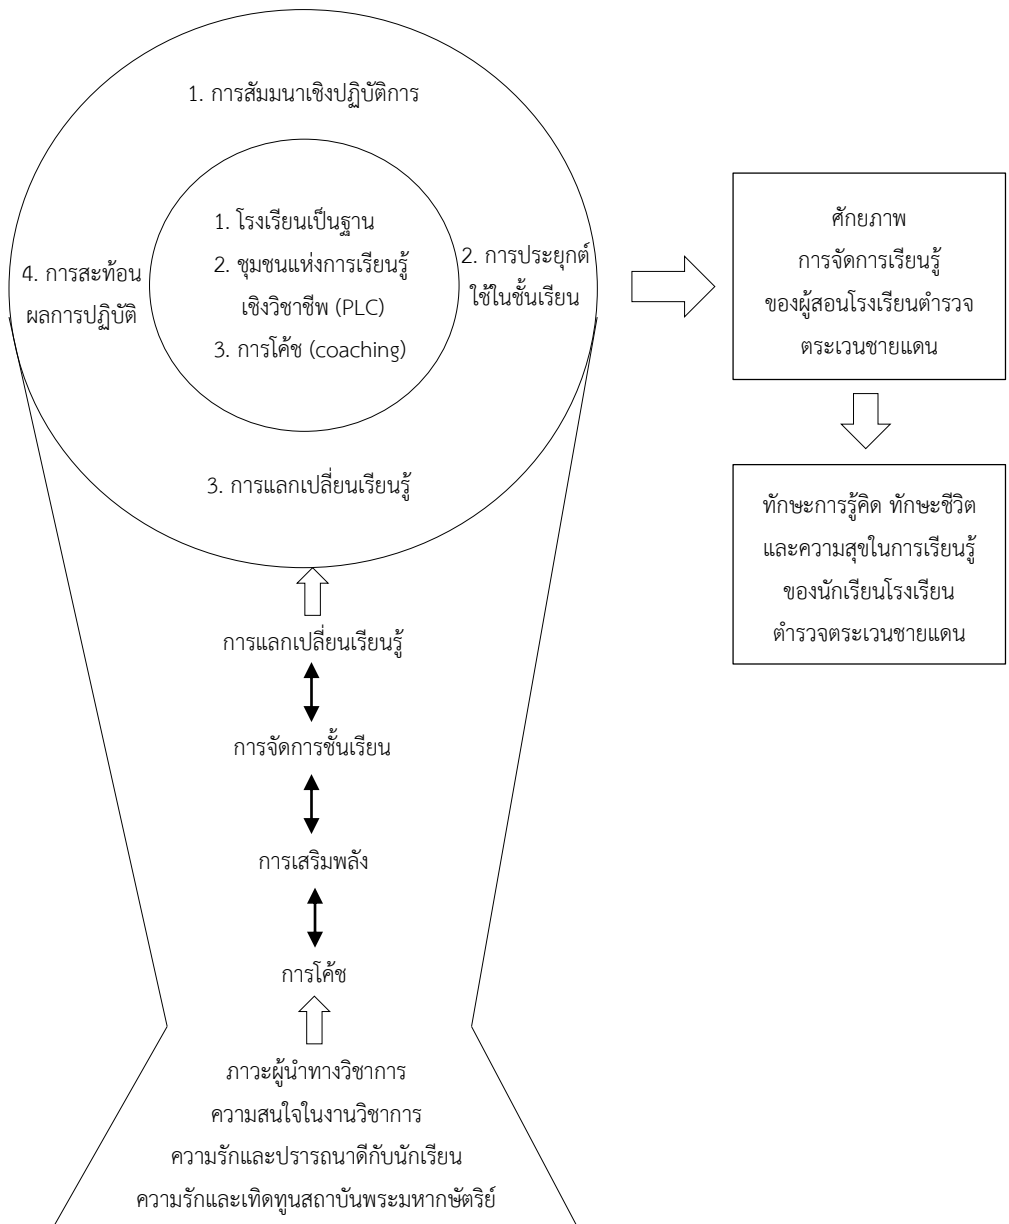 1. การสัมมนาเชิงปฏิบัติการ
1. โรงเรียนเป็นฐาน
2. ชุมชนแห่งการเรียนรู้
เชิงวิชาชีพ (PLC)
3. การโค้ช (coaching)
4. การสะท้อน
ผลการปฏิบัติ
2. การประยุกต์
ใช้ในชั้นเรียน
3. การแลกเปลี่ยนเรียนรู้
ศักยภาพ
การจัดการเรียนรู้
ของผู้สอนโรงเรียนตำรวจ
ตระเวนชายแดน
ทักษะการรู้คิด ทักษะชีวิต
และความสุขในการเรียนรู้
ของนักเรียนโรงเรียน
ตำรวจตระเวนชายแดน
การแลกเปลี่ยนเรียนรู้
การจัดการชั้นเรียน
การเสริมพลัง
การโค้ช
ภาวะผู้นำทางวิชาการ
ความสนใจในงานวิชาการ
ความรักและปรารถนาดีกับนักเรียน
ความรักและเทิดทูนสถาบันพระมหากษัตริย์